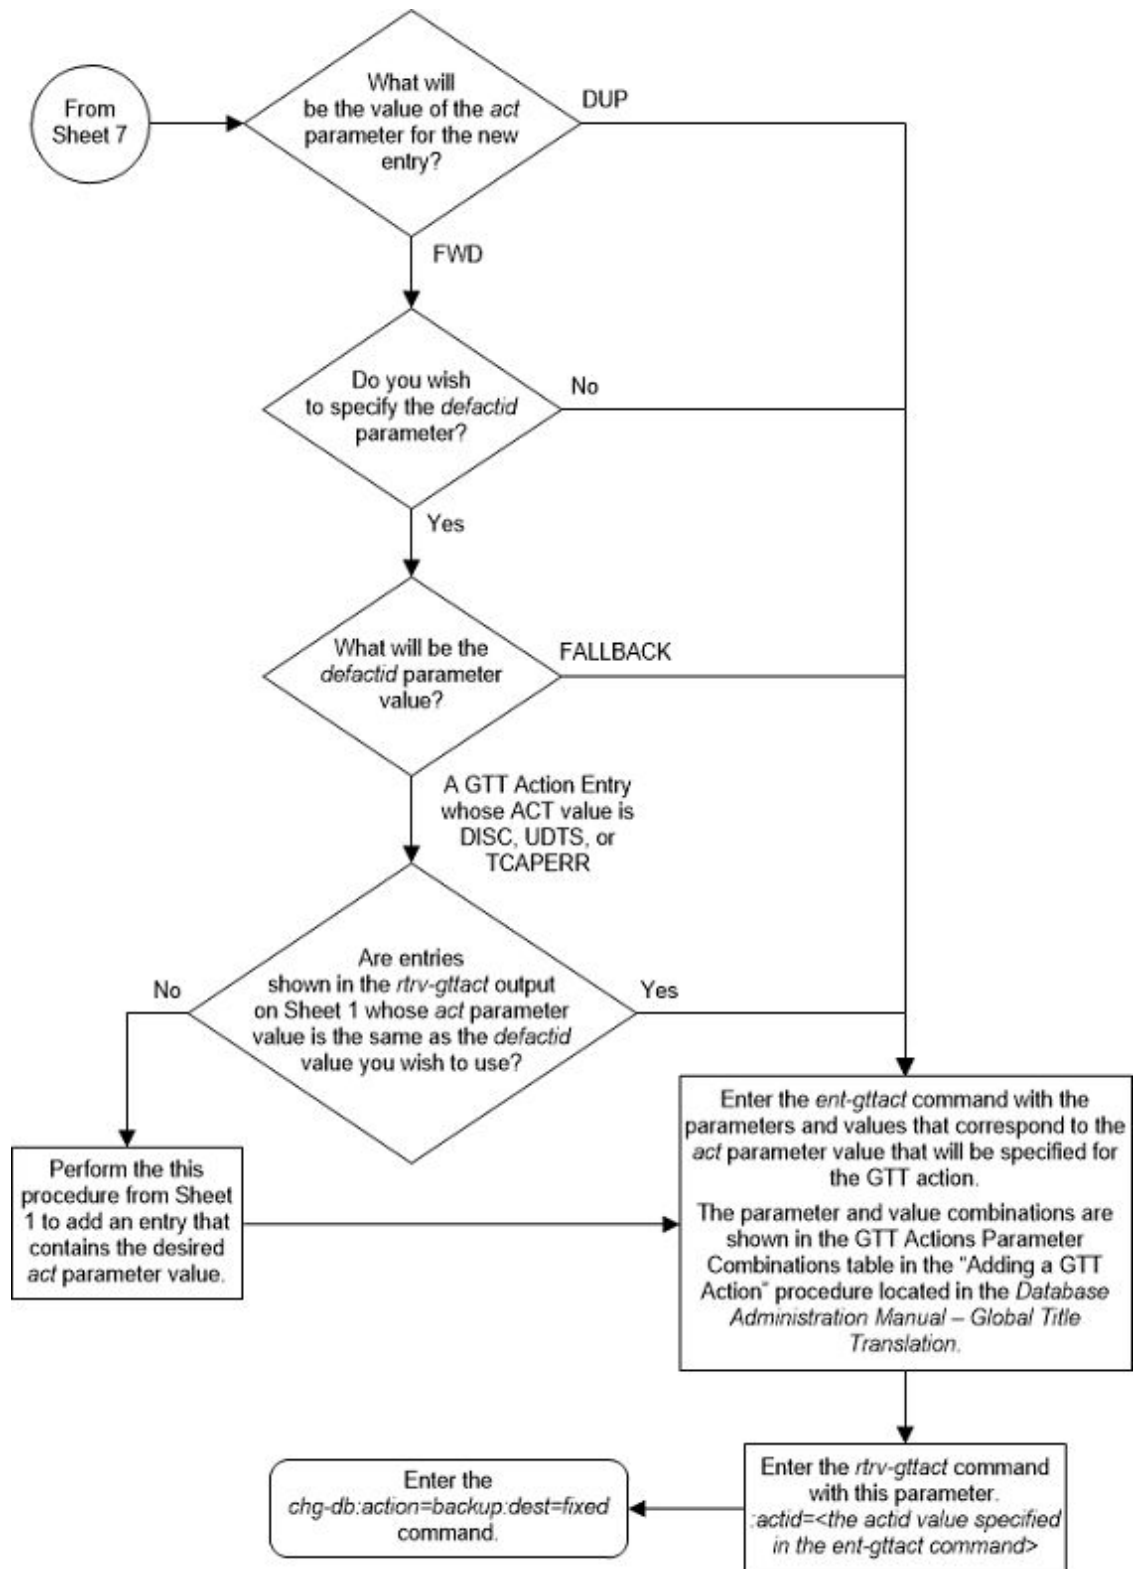 From
Sheet 7
What will
be the value of the act
parameter for the new
entry?
DUP
FWD
Do you wish
to specify the defactid
parameter?
No
Yes
What will be the
defactid parameter
value?
FALLBACK
A GTT Action Entry
whose ACT value is
DISC, UDTS, or
TCAPERR
Are entries
shown in the rtrv-gttact output
on Sheet 1 whose act parameter
value is the same as the defactid
value you wish to use?
No
Yes
Perform the this
procedure from Sheet
1 to add an entry that
contains the desired
act parameter value.
Enter the ent-gttact command with the
parameters and values that correspond to the
act parameter value that will be specified for
the GTT action.
The parameter and value combinations are
shown in the GTT Actions Parameter
Combinations table in the "Adding a GTT
Action" procedure located in the Database
Administration Manual – Global Title
Translation.
Enter the rtrv-gttact command
with this parameter.
:actid=<the actid value specified
in the ent-gttact command>
Enter the
chg-db:action=backup:dest=fixed
command.